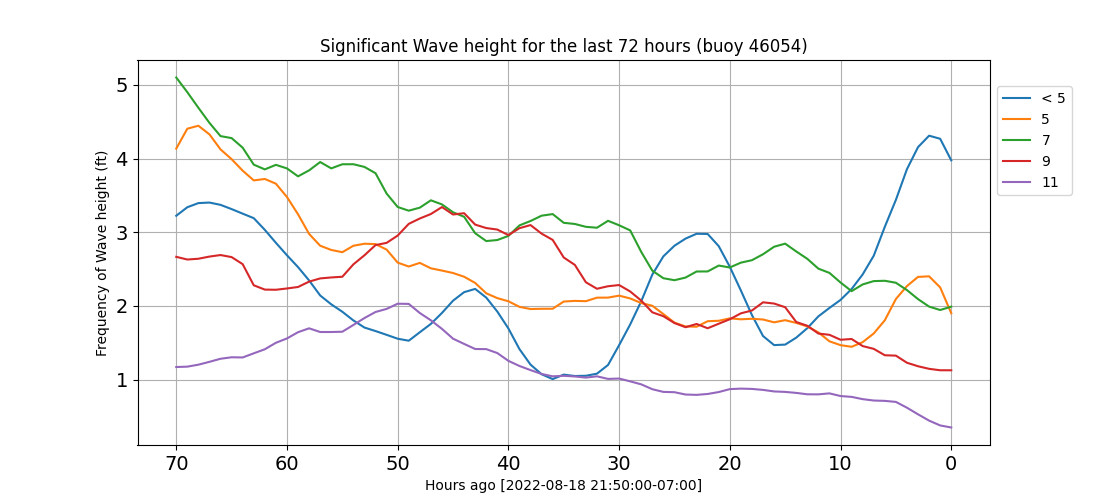 Significant Wave height for the last 72 hours (buoy 46054)
Frequency of Wave height (ft)
5
4
3
2
1
70 60 50 40 30 20 10 0
Hours ago [2022-08-18 21:50:00-07:00]
< 5
5
7
9
11